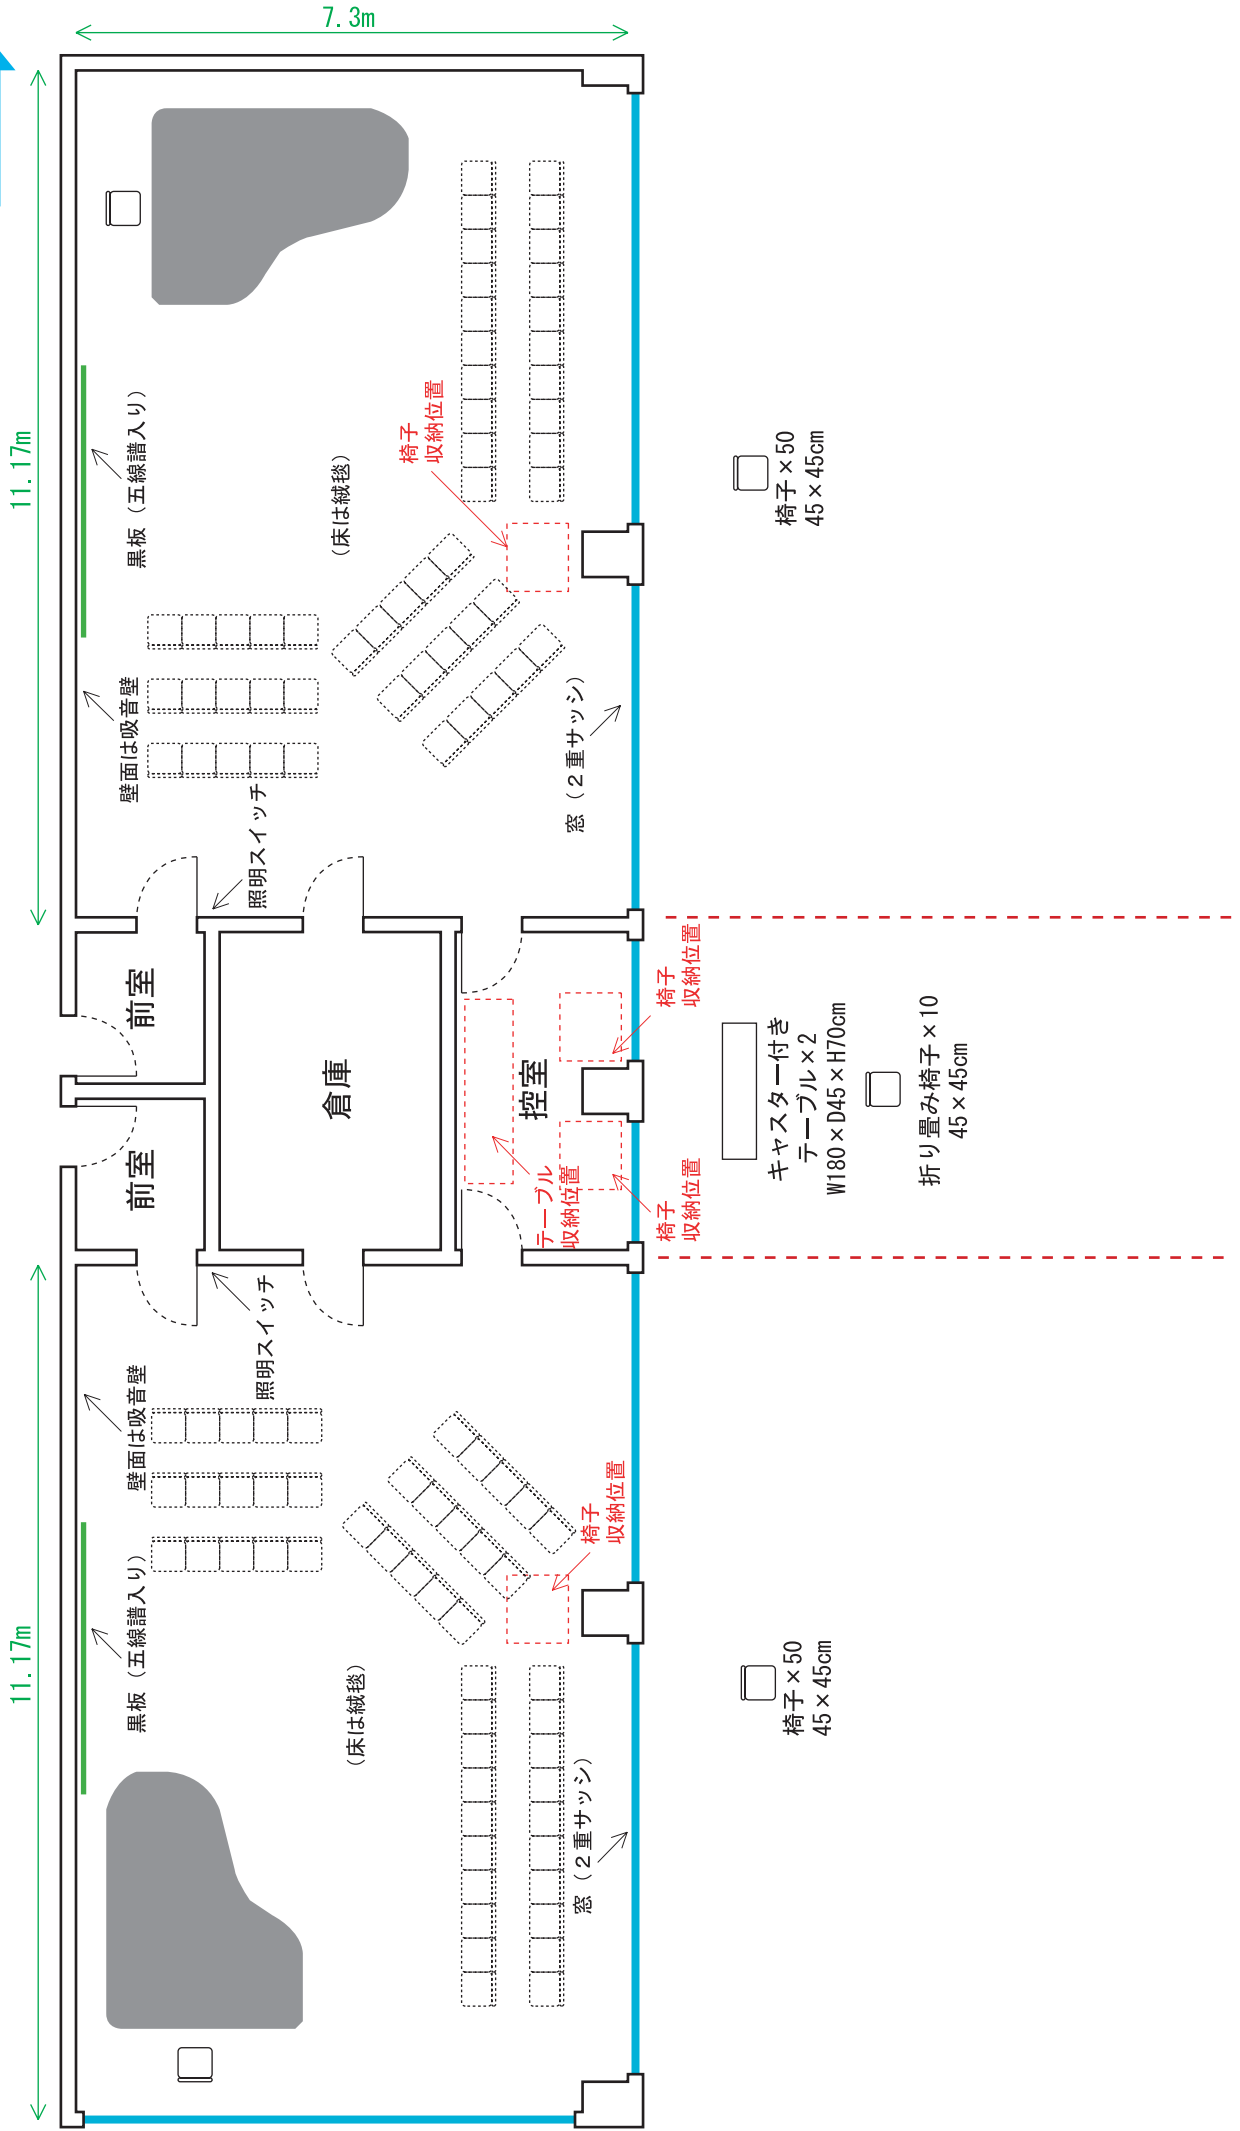 7.3m
11.17m
黒板（五線譜入り）
椅子
収納位置
（床は絨毯）
壁面は吸音壁
照明スイッチ
窓（２重サッシ）
椅子×50
45×45cm
前室
前室
倉庫
控室
椅子
収納位置
テーブル
収納位置
椅子
収納位置
キャスター付き
テーブル×2
W180×D45×H70cm
折り畳み椅子×10
45×45cm
11.17m
照明スイッチ
壁面は吸音壁
黒板（五線譜入り）
椅子
収納位置
（床は絨毯）
窓（２重サッシ）
椅子×50
45×45cm